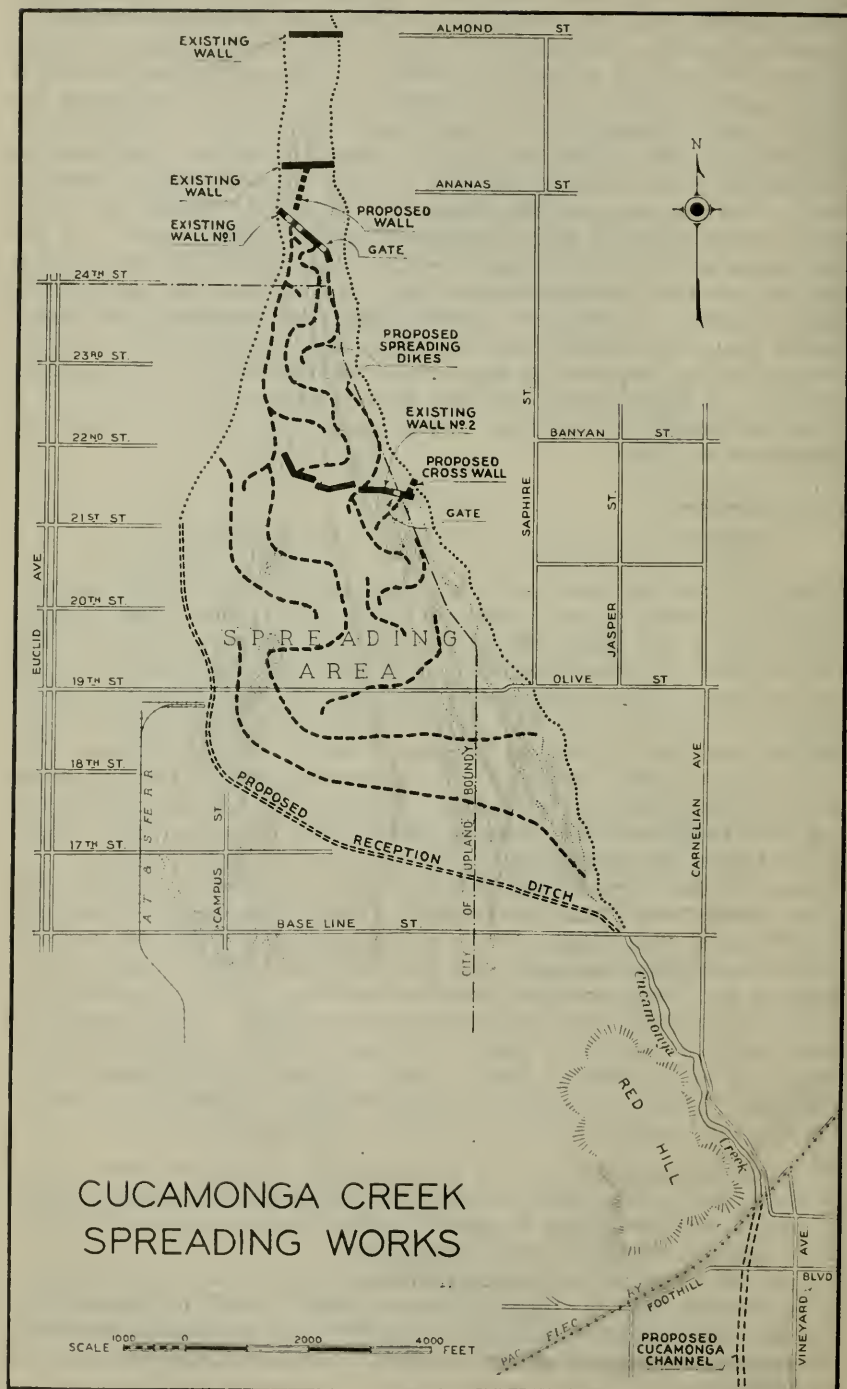 EXISTING
WALL
ALMOND ST
N
EXISTING
WALL
ANANAS ST
PROPOSED
WALL
EXISTING
WALL Nº.1
GATE
24TH ST
PROPOSED
SPREADING
DIKES
23RD ST.
EXISTING
WALL Nº.2
22ND ST.
BANYAN ST.
PROPOSED
CROSS WALL
SAPHIRE ST.
ST.
GATE
21ST ST
EUCLID AVE
20TH ST.
JASPER
SPREADING
AREA
19TH ST
OLIVE ST
AT & SFERR
18TH ST.
CITY OF UPLAND BOUNDY
CARNELIAN AVE
PROPOSED RECEPTION DITCH
17TH ST.
CAMPUS ST
BASE LINE ST.
Cucamonga Creek
RED HILL
CUCAMONGA CREEK
SPREADING WORKS
PAC ELEC RY
FOOTHILL BLVD
VINEYARD AVE
PROPOSED
CUCAMONGA
CHANNEL
SCALE 1000 0 2000 4000 FEET